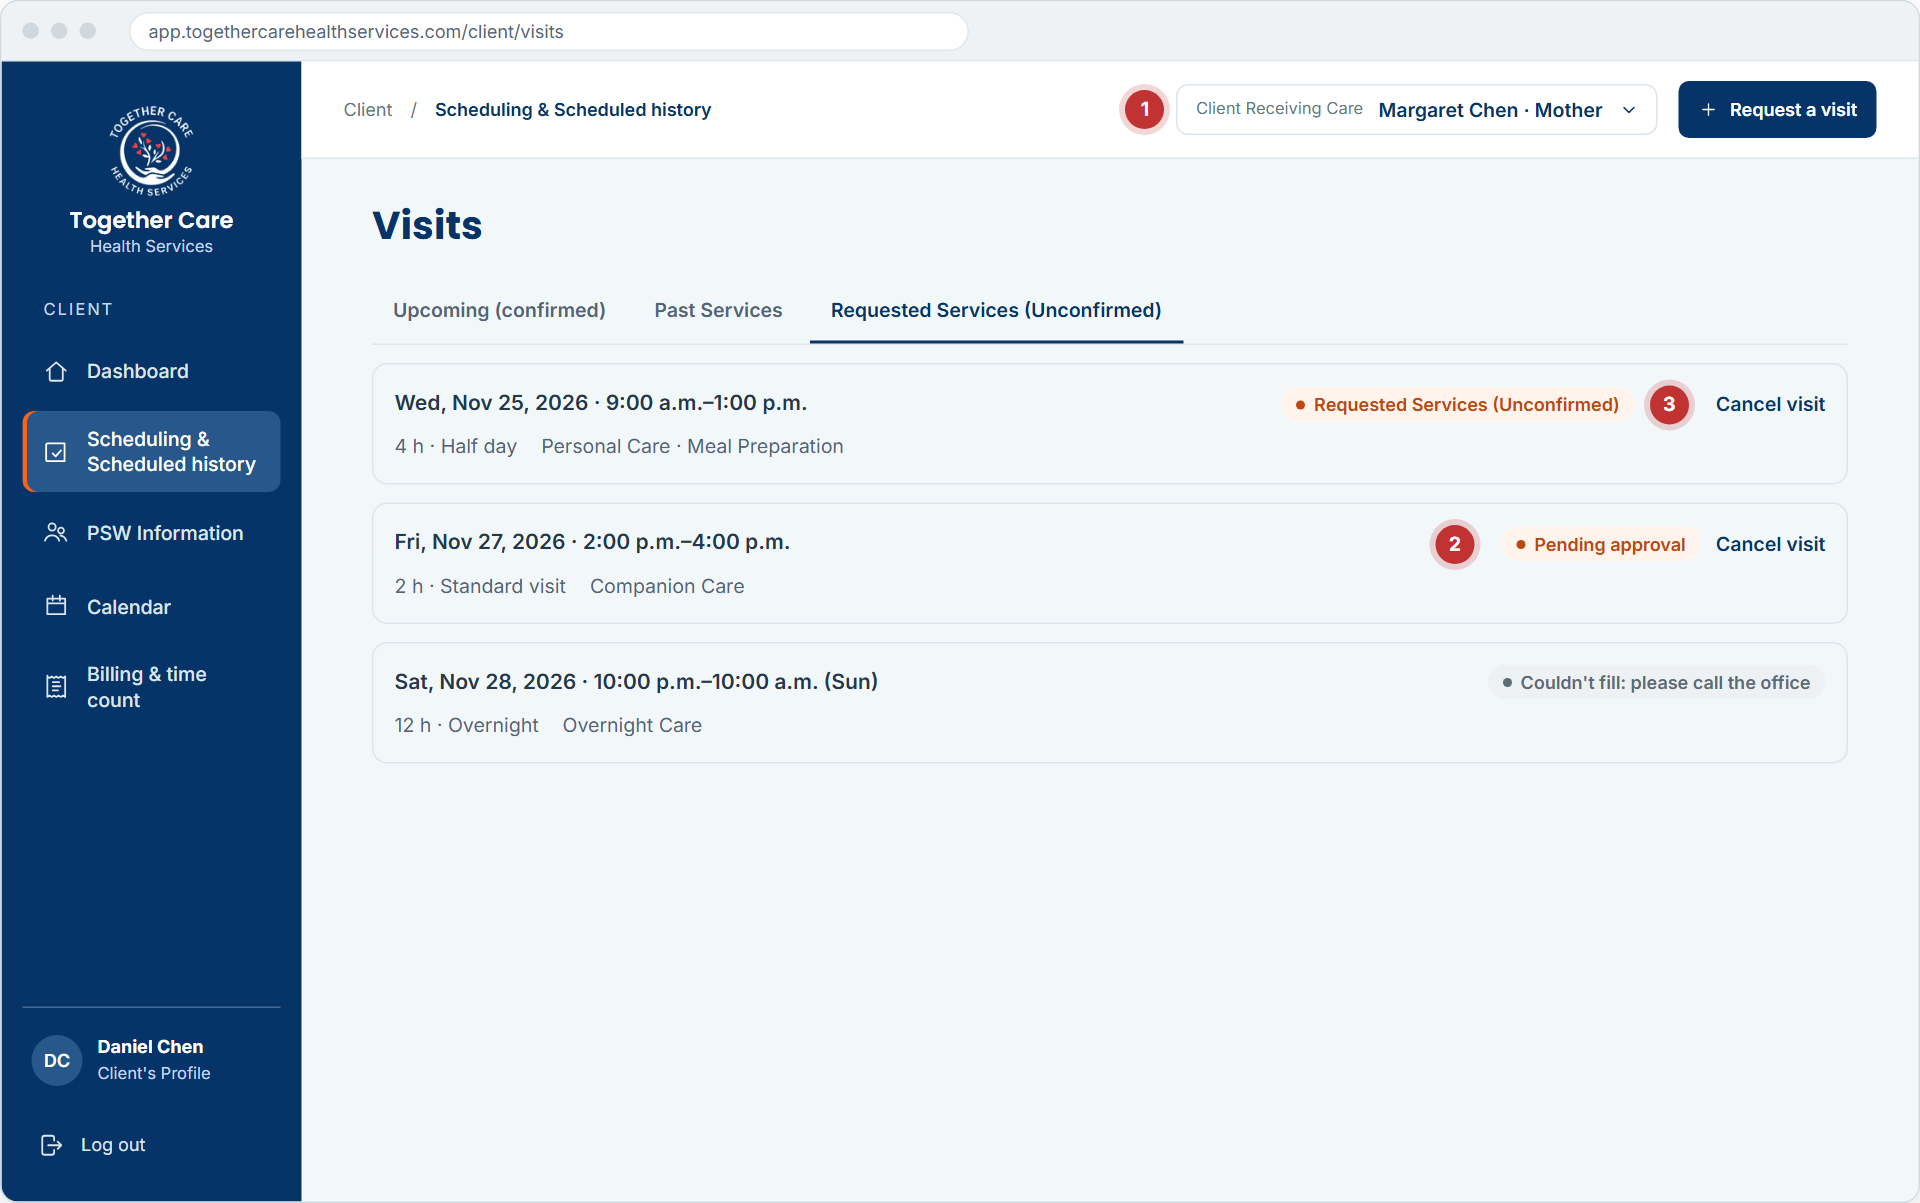 app.togethercarehealthservices.com/client/visits
TOGETHER CARE
HEALTH SERVICES
Together Care
Health Services
CLIENT
Dashboard
Scheduling &
Scheduled history
PSW Information
Calendar
Billing & time
count
DC
Daniel Chen
Client's Profile
Log out
Client / Scheduling & Scheduled history
1
Client Receiving Care Margaret Chen · Mother
+ Request a visit
Visits
Upcoming (confirmed) Past Services Requested Services (Unconfirmed)
Wed, Nov 25, 2026 · 9:00 a.m.–1:00 p.m.
Requested Services (Unconfirmed) 3 Cancel visit
4 h · Half day Personal Care · Meal Preparation
Fri, Nov 27, 2026 · 2:00 p.m.–4:00 p.m.
2 Pending approval Cancel visit
2 h · Standard visit Companion Care
Sat, Nov 28, 2026 · 10:00 p.m.–10:00 a.m. (Sun)
Couldn't fill: please call the office
12 h · Overnight Overnight Care